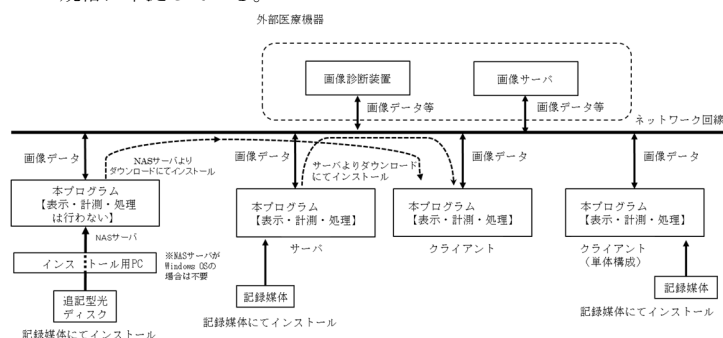 外部医療機器
画像診断装置
画像サーバ
画像データ等
画像データ等
ネットワーク回線
画像データ
NASサーバより
ダウンロードにてインストール
画像データ
サーバよりダウンロード
にてインストール
画像データ
画像データ
本プログラム
【表示・計測・処理
は行わない】
本プログラム
【表示・計測・処理】
本プログラム
【表示・計測・処理】
本プログラム
【表示・計測・処理】
NASサーバ
サーバ
クライアント
クライアント
（単体構成）
インストール用PC
※NASサーバが
Windows OSの
場合は不要
追記型光
ディスク
記録媒体
記録媒体
記録媒体にてインストール
記録媒体にてインストール
記録媒体にてインストール